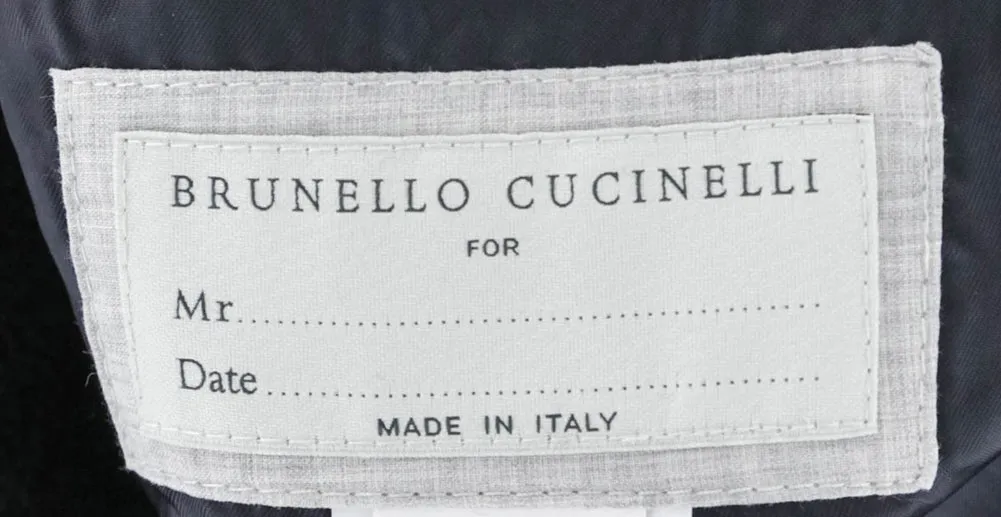 BRUNELLO CUCINELLI
FOR
Mr.....................................................................
Date.................................................................
MADE IN ITALY